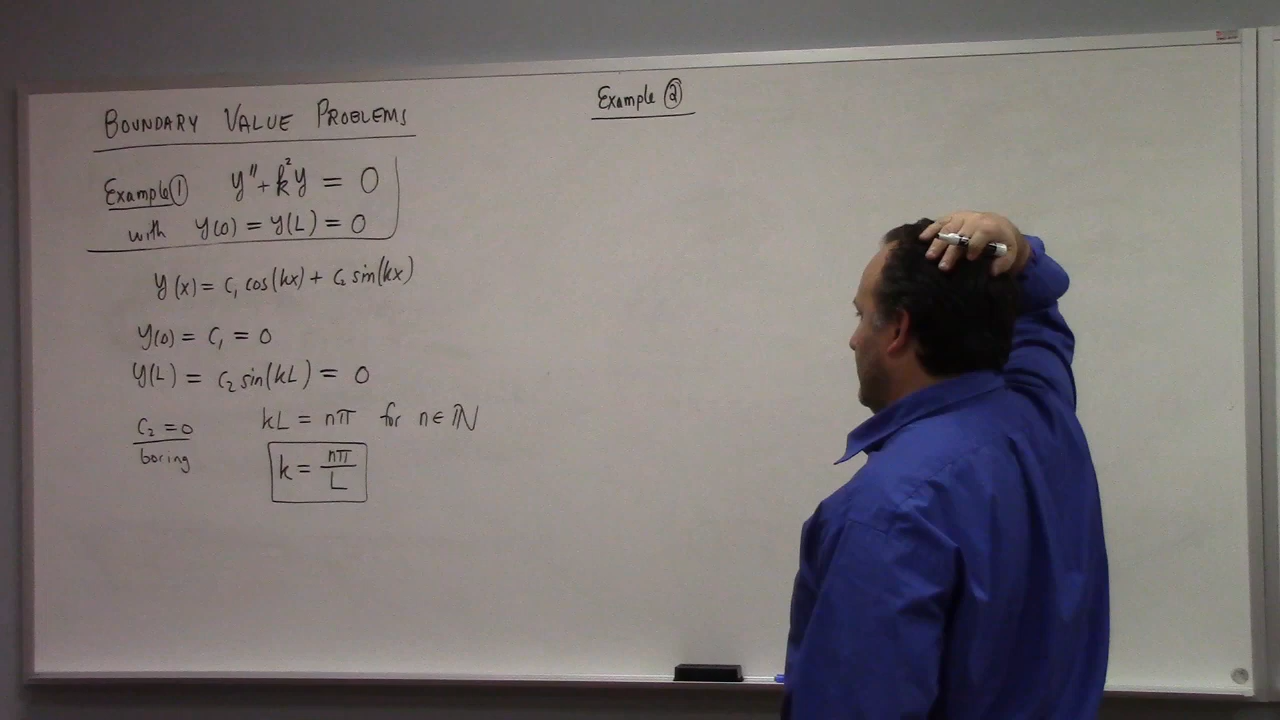 BOUNDARY VALUE PROBLEMS
Example ① y'' + k²y = 0
with y(0) = y(L) = 0
y(x) = c₁ cos(kx) + c₂ sin(kx)
y(0) = c₁ = 0
y(L) = c₂ sin(kL) = 0
c₂ = 0 kL = nπ for n ∈ ℕ
boring k = nπ/L
Example ②